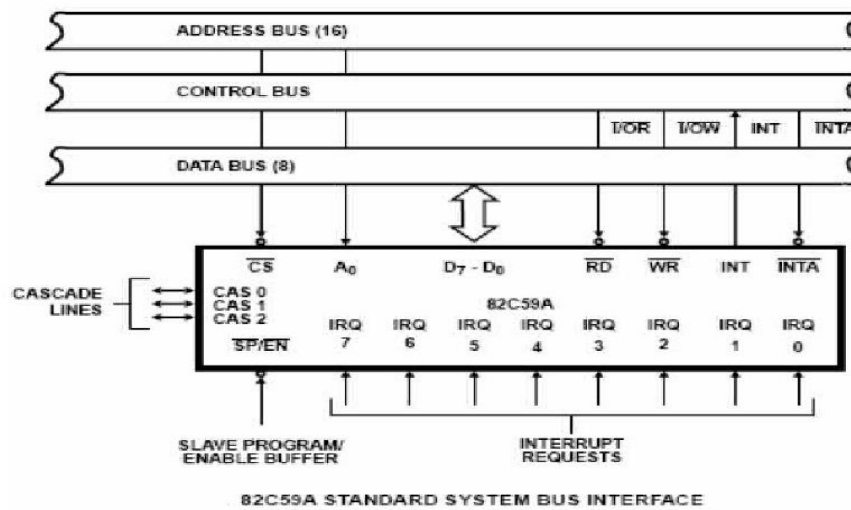 ADDRESS BUS (16)
CONTROL BUS
I/OR I/OW INT INTA
DATA BUS (8)
CS A0 D7 - D0 RD WR INT INTA
CASCADE LINES
CAS 0
CAS 1
CAS 2
82C59A
IRQ 7 IRQ 6 IRQ 5 IRQ 4 IRQ 3 IRQ 2 IRQ 1 IRQ 0
SP/EN
SLAVE PROGRAM/
ENABLE BUFFER
INTERRUPT
REQUESTS
82C59A STANDARD SYSTEM BUS INTERFACE